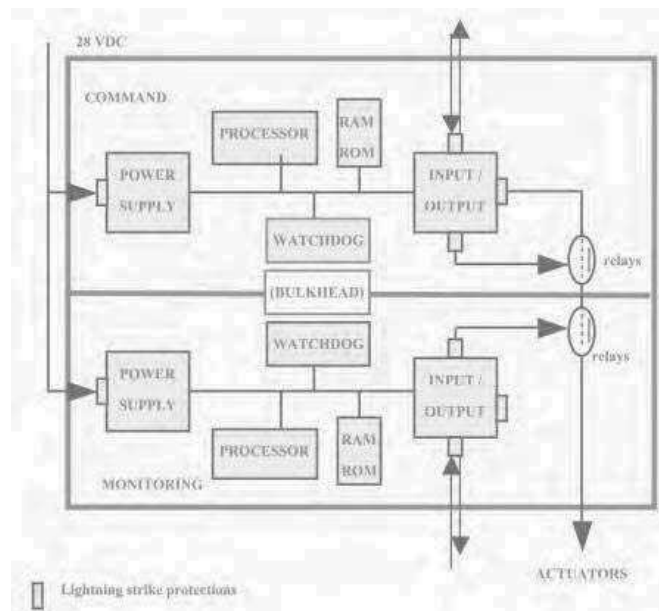 28 VDC
COMMAND
PROCESSOR
RAM
ROM
POWER
SUPPLY
INPUT /
OUTPUT
WATCHDOG
relays
(BULKHEAD)
WATCHDOG
relays
POWER
SUPPLY
INPUT /
OUTPUT
PROCESSOR
RAM
ROM
MONITORING
ACTUATORS
Lightning strike protections